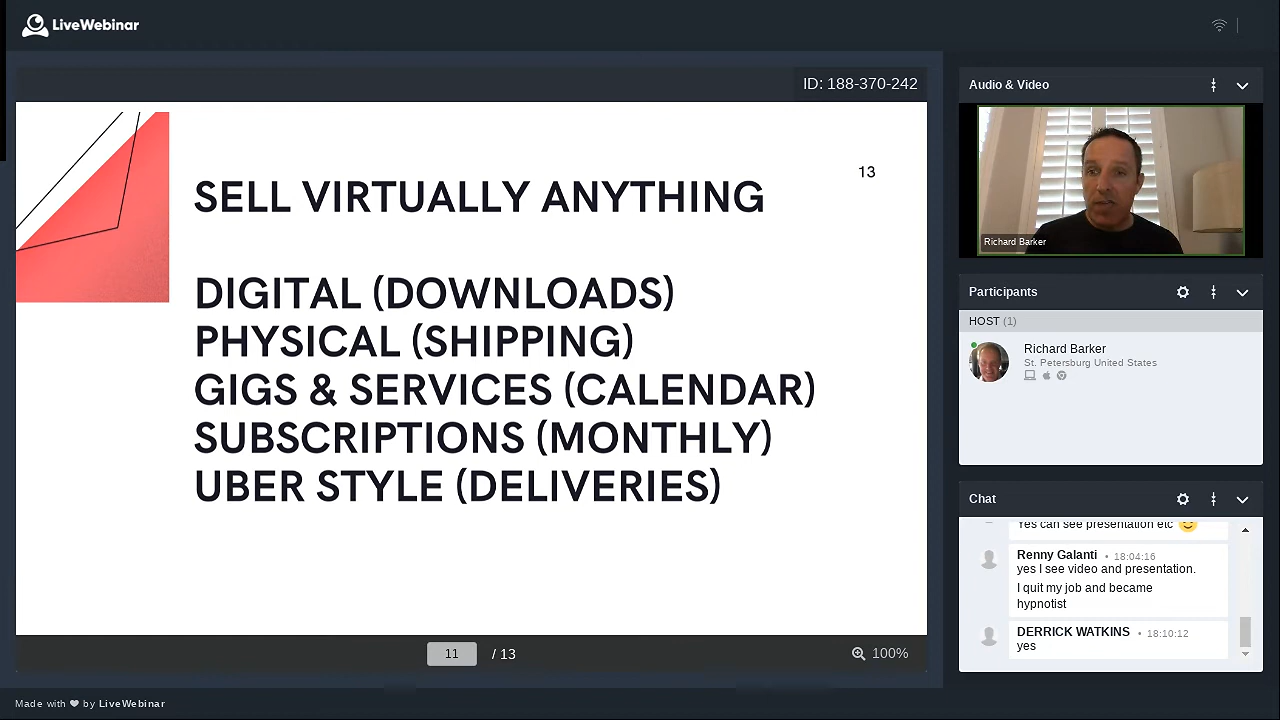 LiveWebinar
ID: 188-370-242
13
SELL VIRTUALLY ANYTHING
DIGITAL (DOWNLOADS)
PHYSICAL (SHIPPING)
GIGS & SERVICES (CALENDAR)
SUBSCRIPTIONS (MONTHLY)
UBER STYLE (DELIVERIES)
11 / 13
100%
Audio & Video
Richard Barker
Participants
HOST (1)
Richard Barker
St. Petersburg United States
Chat
Yes can see presentation etc
Renny Galanti • 18:04:16
yes I see video and presentation.
I quit my job and became
hypnotist
DERRICK WATKINS • 18:10:12
yes
Made with ❤ by LiveWebinar